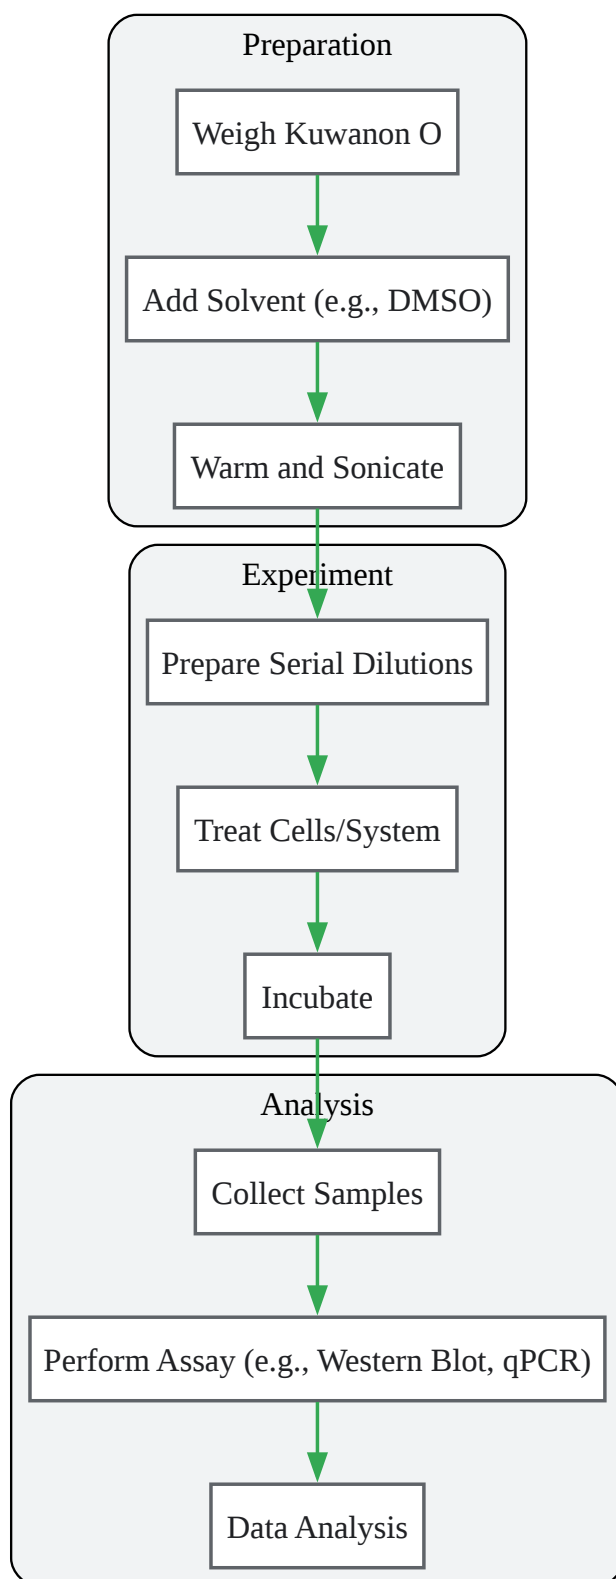 Preparation
Weigh Kuwanon O
Add Solvent (e.g., DMSO)
Warm and Sonicate
Experiment
Prepare Serial Dilutions
Treat Cells/System
Incubate
Analysis
Collect Samples
Perform Assay (e.g., Western Blot, qPCR)
Data Analysis